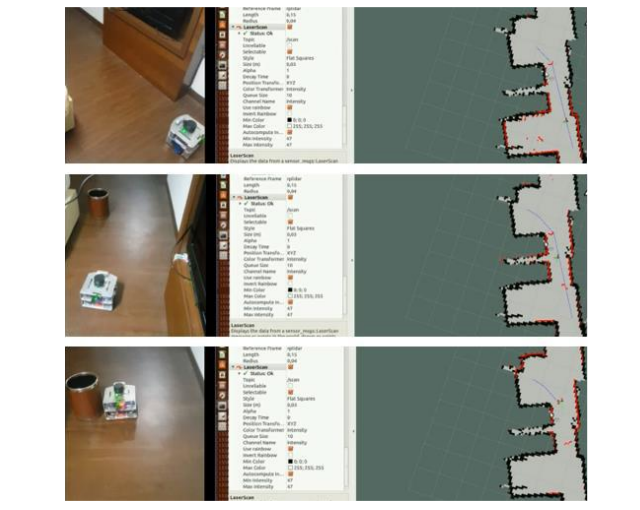 Reference Frame rplidar
Length 0,15
Radius 0,04
LaserScan
✓ Status: Ok
Topic /scan
Unreliable
Selectable
Style Flat Squares
Size (m) 0,03
Alpha 1
Decay Time 0
Position Transfo... XYZ
Color Transformer Intensity
Queue Size 10
Channel Name intensity
Use rainbow
Invert Rainbow
Min Color 0; 0; 0
Max Color 255; 255; 255
Autocompute In...
Min Intensity 47
Max Intensity 47
LaserScan
Displays the data from a sensor_msgs::LaserScan
Reference Frame rplidar
Length 0,15
Radius 0,04
LaserScan
✓ Status: Ok
Topic /scan
Unreliable
Selectable
Style Flat Squares
Size (m) 0,03
Alpha 1
Decay Time 0
Position Transfo... XYZ
Color Transformer Intensity
Queue Size 10
Channel Name intensity
Use rainbow
Invert Rainbow
Min Color 0; 0; 0
Max Color 255; 255; 255
Autocompute In...
Min Intensity 47
Max Intensity 47
LaserScan
Displays the data from a sensor_msgs::LaserScan
Reference Frame rplidar
Length 0,15
Radius 0,04
LaserScan
✓ Status: Ok
Topic /scan
Unreliable
Selectable
Style Flat Squares
Size (m) 0,03
Alpha 1
Decay Time 0
Position Transfo... XYZ
Color Transformer Intensity
Queue Size 10
Channel Name intensity
Use rainbow
Invert Rainbow
Min Color 0; 0; 0
Max Color 255; 255; 255
Autocompute In...
Min Intensity 47
Max Intensity 47
LaserScan